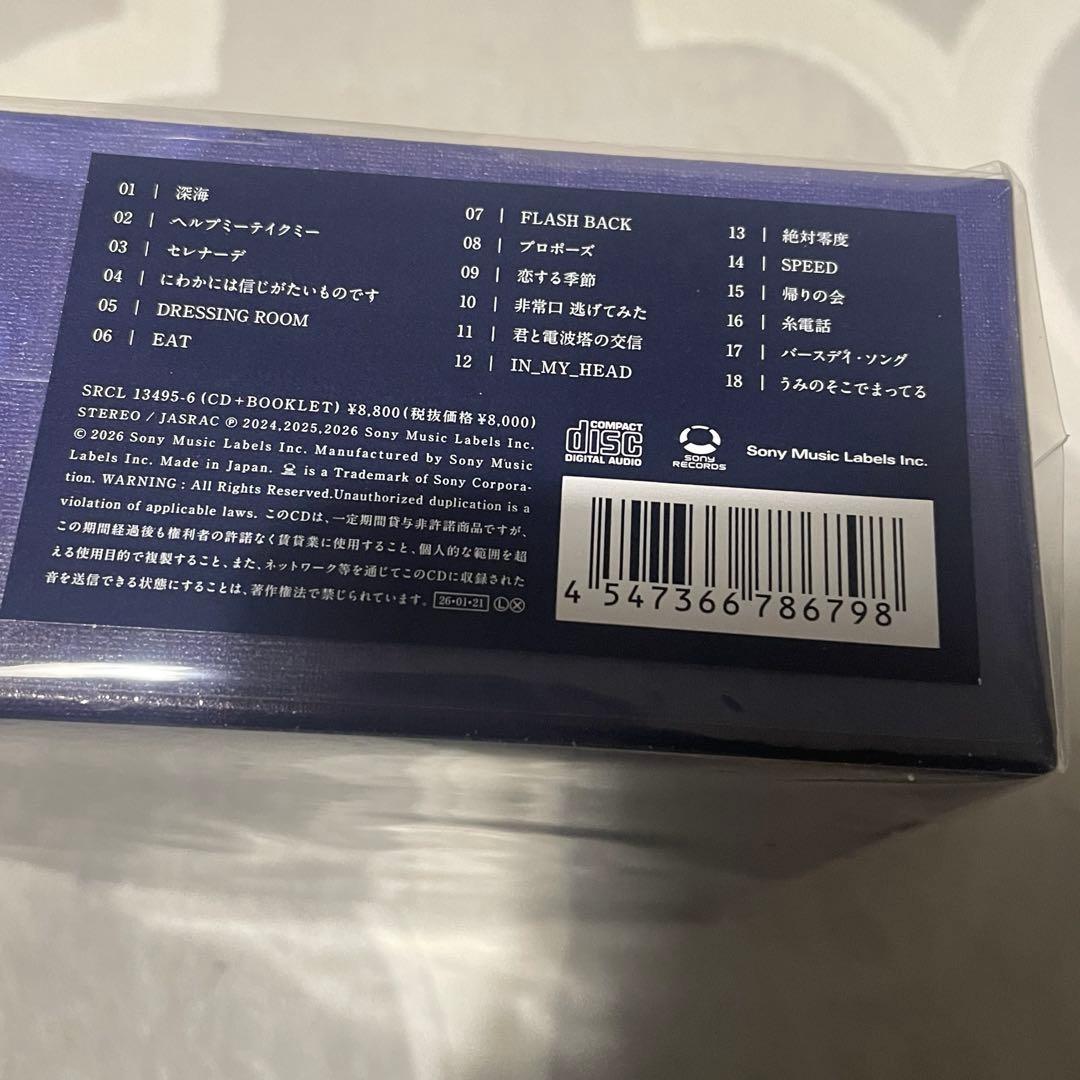 01 | 深海
02 | ヘルプミーテイクミー
03 | セレナーデ
04 | にわかには信じがたいものです
05 | DRESSING ROOM
06 | EAT
07 | FLASH BACK
08 | プロポーズ
09 | 恋する季節
10 | 非常口 逃げてみた
11 | 君と電波塔の交信
12 | IN_MY_HEAD
13 | 絶対零度
14 | SPEED
15 | 帰りの会
16 | 糸電話
17 | バースデイ・ソング
18 | うみのそこでまってる
SRCL 13495-6 (CD+BOOKLET) ¥8,800(税抜価格 ¥8,000)
STEREO / JASRAC ℗ 2024,2025,2026 Sony Music Labels Inc.
© 2026 Sony Music Labels Inc. Manufactured by Sony Music
Labels Inc. Made in Japan. is a Trademark of Sony Corpora-
tion. WARNING : All Rights Reserved.Unauthorized duplication is a
violation of applicable laws. このCDは、一定期間貸与非許諾商品ですが、
この期間経過後も権利者の許諾なく賃貸業に使用すること、個人的な範囲を超
える使用目的で複製すること、また、ネットワーク等を通じてこのCDに収録された
音を送信できる状態にすることは、著作権法で禁じられています。 26・01・21 Ⓛ Ⓧ
COMPACT
disc
DIGITAL AUDIO
SONY
RECORDS
Sony Music Labels Inc.
4 547366 786798